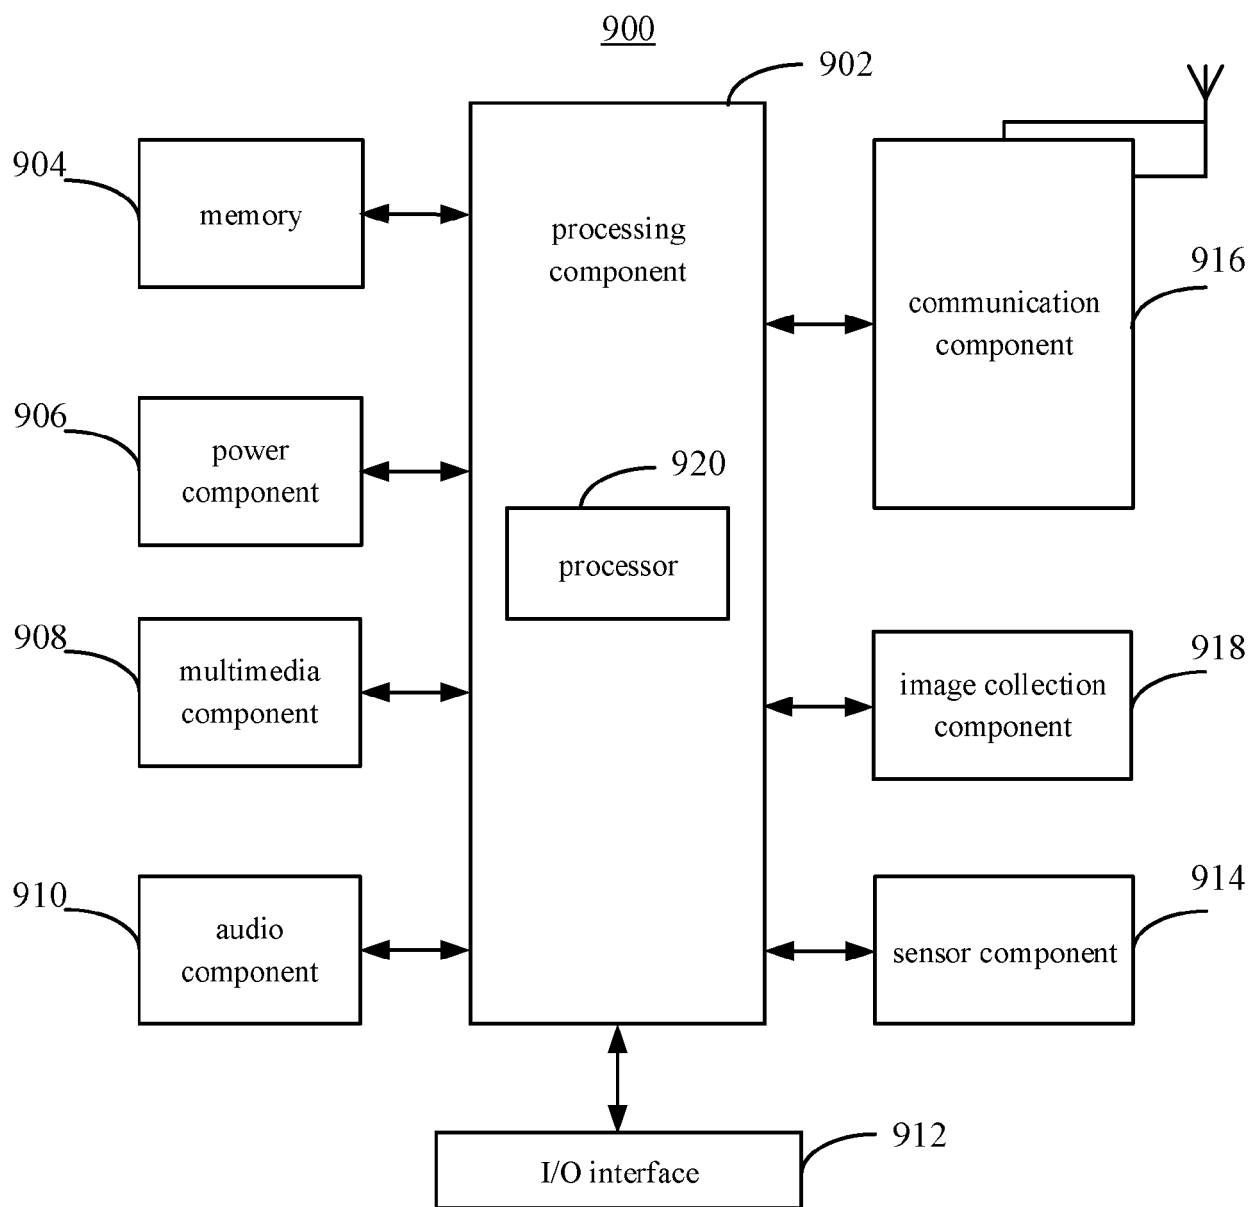 900
902
904
memory
processing
component
916
communication
component
906
power
component
920
processor
908
multimedia
component
918
image collection
component
910
audio
component
914
sensor component
912
I/O interface